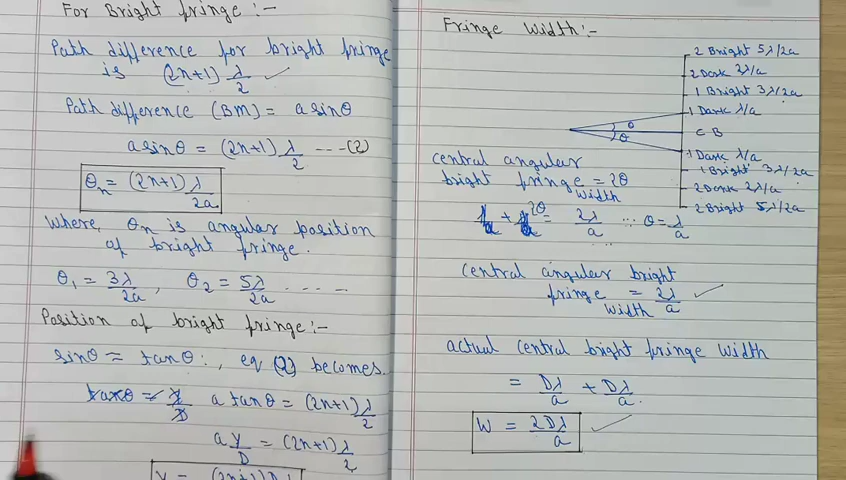 For Bright fringe :-
Path difference for bright fringe
is (2n+1) λ/2 ✓
Path difference (BM) = a sinθ
a sinθ = (2n+1) λ/2 ---(2)
θn = (2n+1) λ/2a
Where, θn is angular position
of bright fringe.
θ1 = 3λ/2a , θ2 = 5λ/2a . . . . . .
Position of bright fringe :-
sinθ ≈ tanθ :, eq (2) becomes.
tanθ = y/D a tanθ = (2n+1) λ/2
a y/D = (2n+1) λ/2
Fringe Width :-
2 Bright 5λ/2a
2 Dark 2λ/a
1 Bright 3λ/2a
1 Dark λ/a
θ
C B
θ
1 Dark λ/a
1 Bright 3λ/2a
2 Dark 2λ/a
2 Bright 5λ/2a
central angular
bright fringe = 2θ
width
2θ = 2λ/a ∵ θ = λ/a
Central angular bright
fringe = 2λ/a ✓
width
actual central bright fringe width
= Dλ/a + Dλ/a.
W = 2Dλ/a ✓